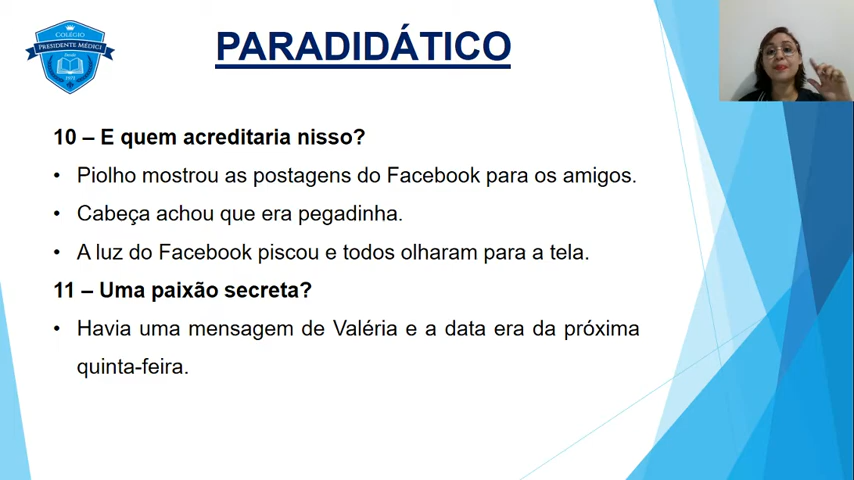 COLÉGIO
PRESIDENTE MÉDICI
1971
PARADIDÁTICO
10 – E quem acreditaria nisso?
• Piolho mostrou as postagens do Facebook para os amigos.
• Cabeça achou que era pegadinha.
• A luz do Facebook piscou e todos olharam para a tela.
11 – Uma paixão secreta?
• Havia uma mensagem de Valéria e a data era da próxima
quinta-feira.